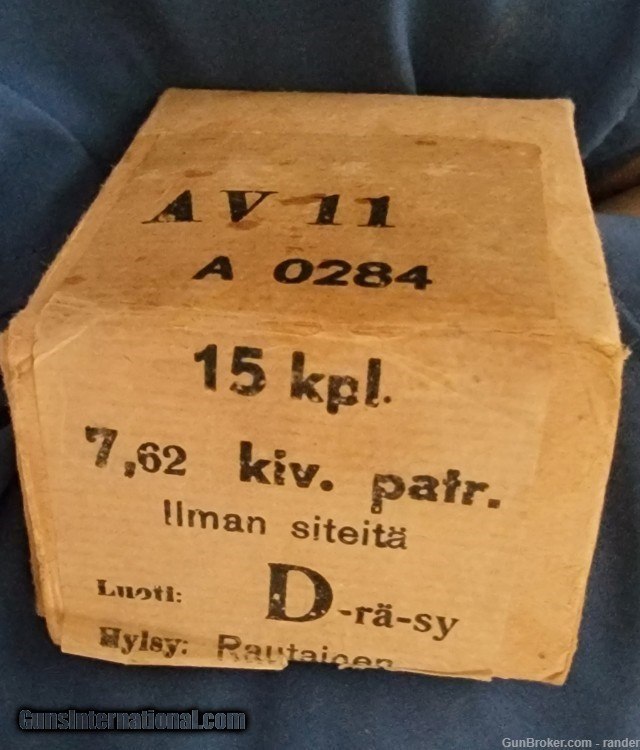 AV 11
A 0284
15 kpl.
7,62 kiv. patr.
Ilman siteitä
Luoti: D-rä-sy
Hylsy: Rautainen
GunsInternational.com
GunBroker.com - rander